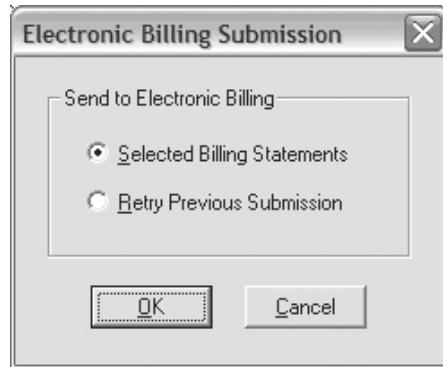 Electronic Billing Submission
Send to Electronic Billing
Selected Billing Statements
Retry Previous Submission
OK
Cancel